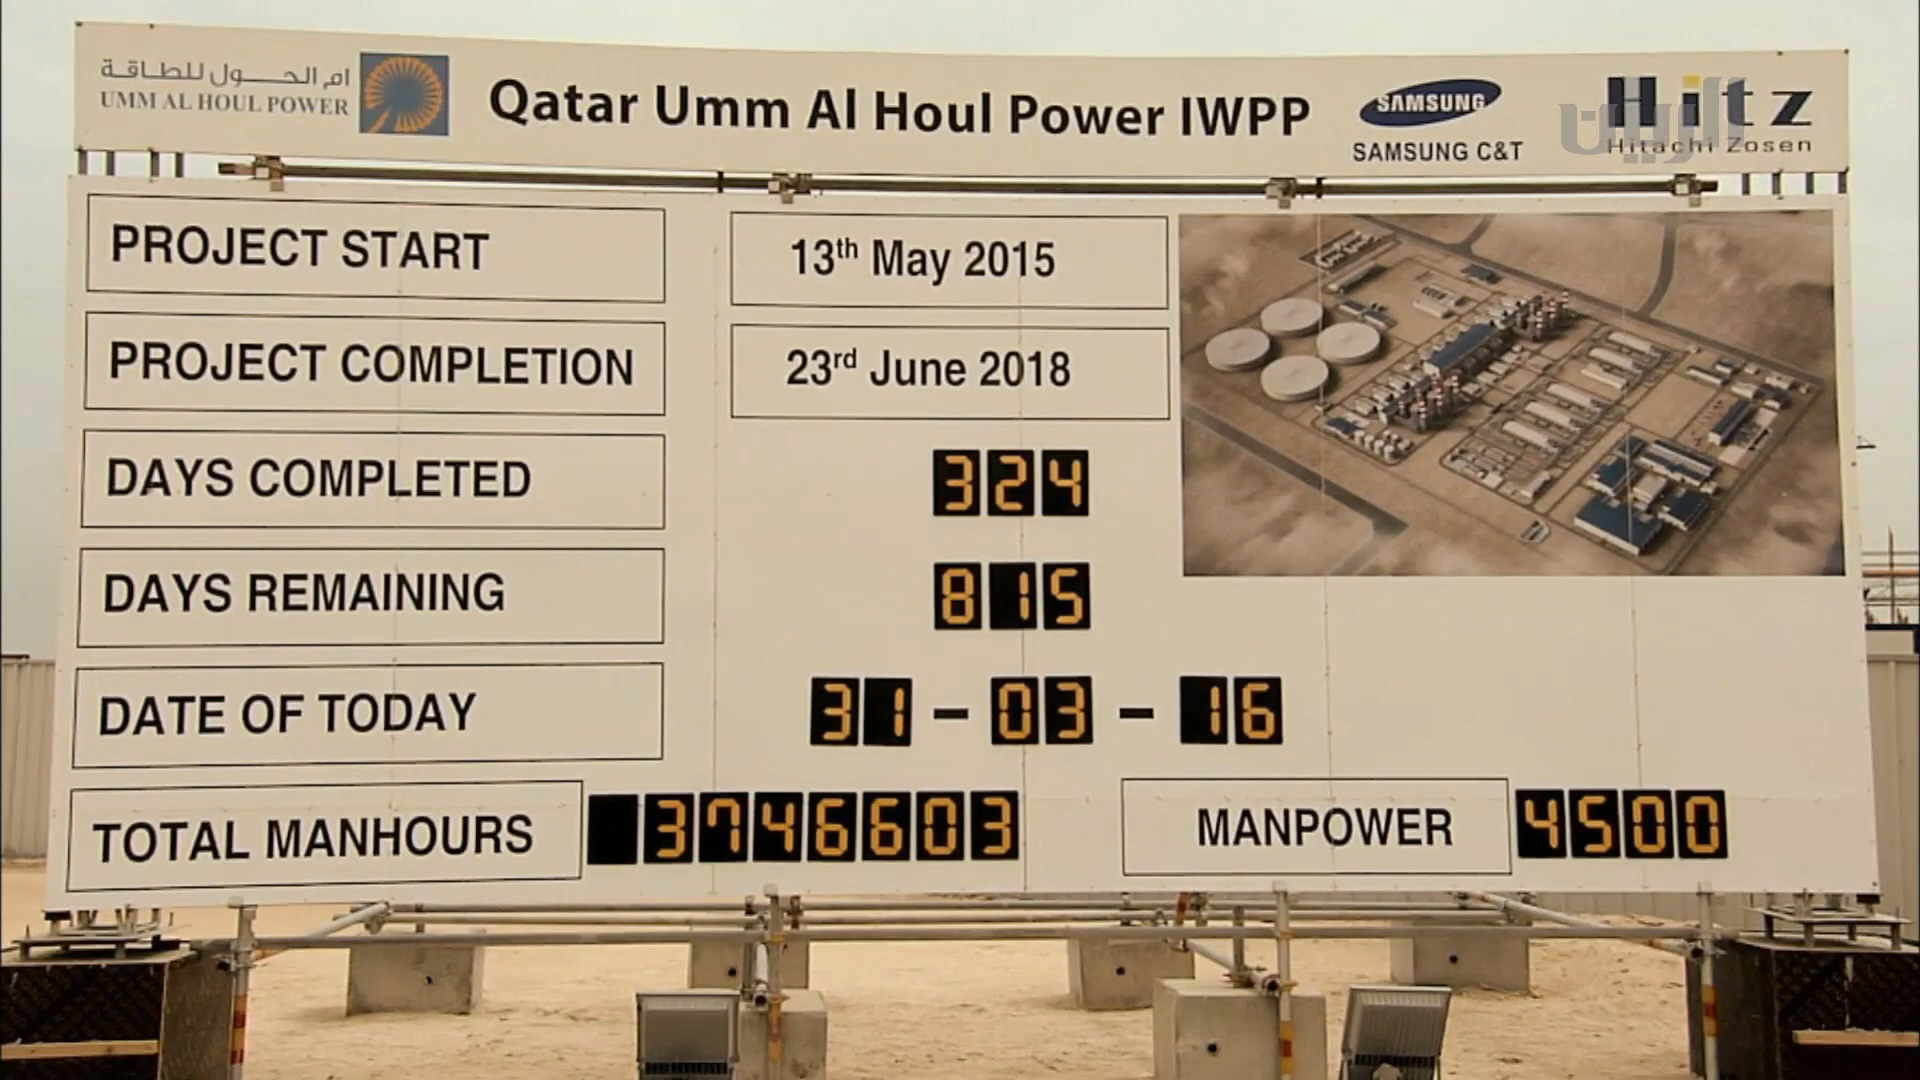 ام الحول للطاقة
UMM AL HOUL POWER
Qatar Umm Al Houl Power IWPP
SAMSUNG
SAMSUNG C&T
Hitz
Hitachi Zosen
الريان
PROJECT START
13th May 2015
PROJECT COMPLETION
23rd June 2018
DAYS COMPLETED
324
DAYS REMAINING
815
DATE OF TODAY
31-03-16
TOTAL MANHOURS
3746603
MANPOWER
4500